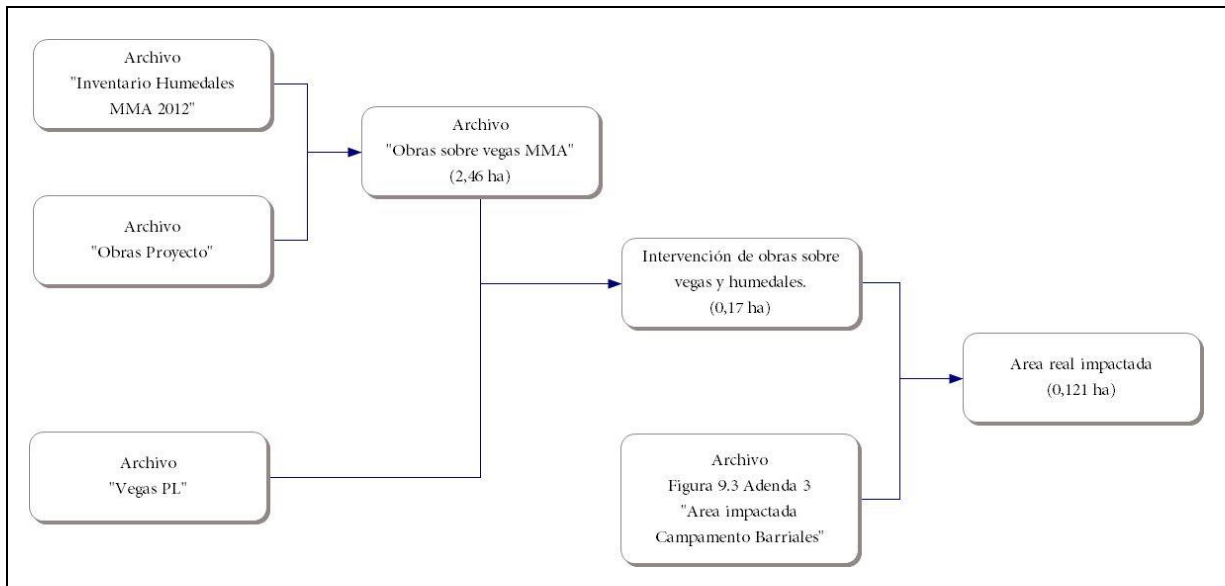 Archivo
"Inventario Humedales
MMA 2012"
Archivo
"Obras Proyecto"
Archivo
"Obras sobre vegas MMA"
(2,46 ha)
Archivo
"Vegas PL"
Intervención de obras sobre
vegas y humedales.
(0,17 ha)
Archivo
Figura 9.3 Adenda 3
"Area impactada
Campamento Barriales"
Area real impactada
(0,121 ha)